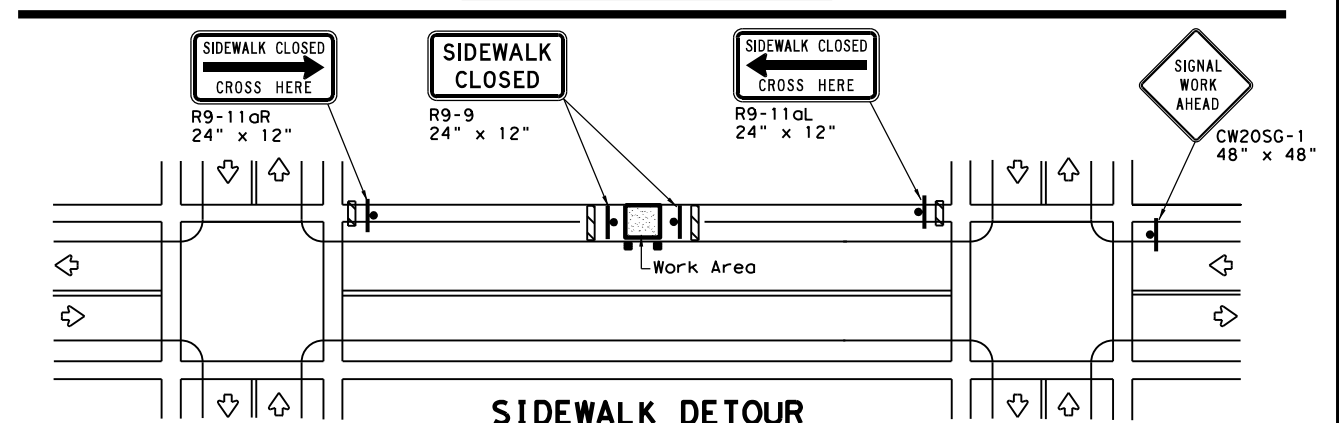 SIDEWALK CLOSED
CROSS HERE
R9-11aR
24" x 12"
SIDEWALK
CLOSED
R9-9
24" x 12"
SIDEWALK CLOSED
CROSS HERE
R9-11aL
24" x 12"
SIGNAL
WORK
AHEAD
CW20SG-1
48" x 48"
Work Area
SIDEWALK DETOUR